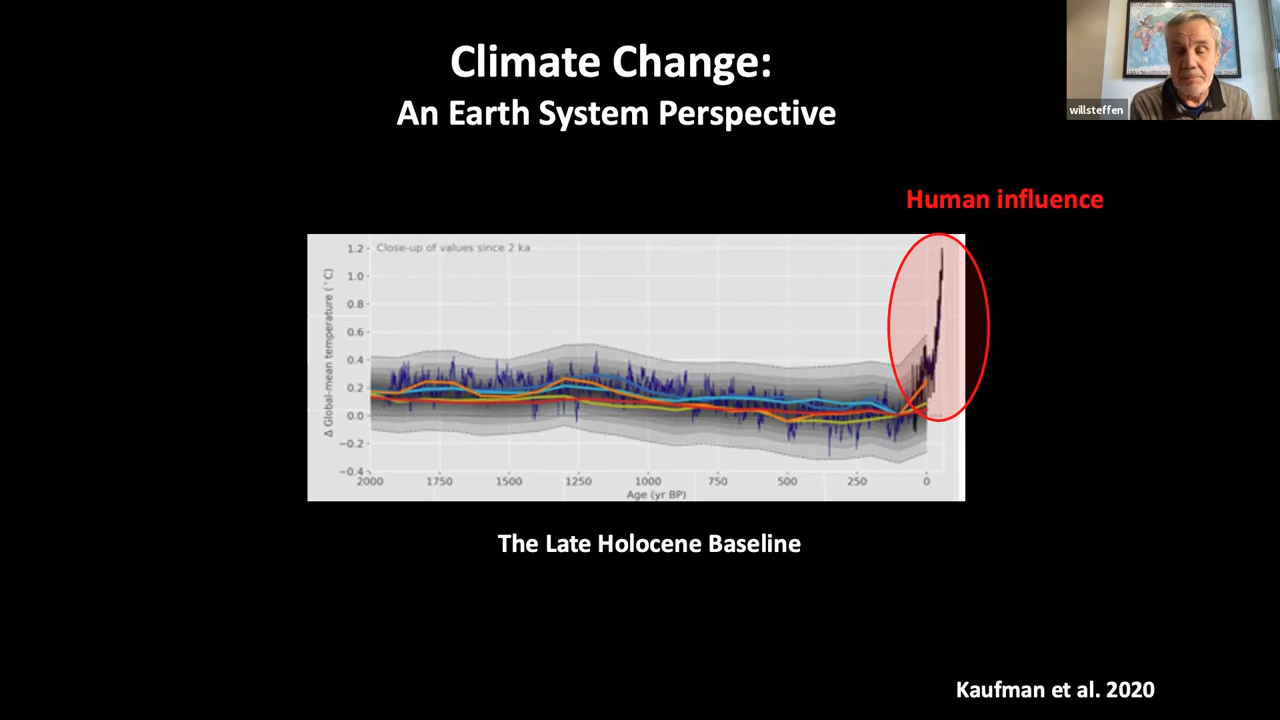 Climate Change:
An Earth System Perspective
willsteffen
Human influence
Close-up of values since 2 ka
1.2
1.0
0.8
0.6
0.4
0.2
0.0
−0.2
−0.4
Δ Global-mean temperature (°C)
2000 1750 1500 1250 1000 750 500 250 0
Age (yr BP)
The Late Holocene Baseline
Kaufman et al. 2020